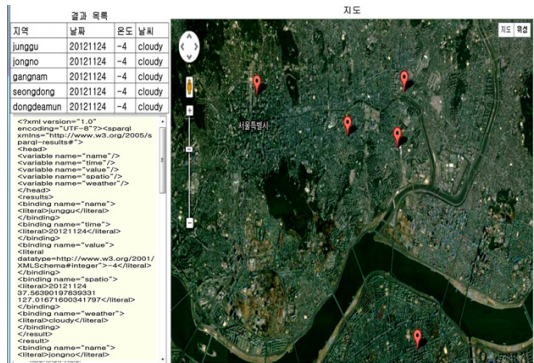 결과 목록
지역 날짜 온도 날씨
junggu 20121124 -4 cloudy
jongno 20121124 -4 cloudy
gangnam 20121124 -4 cloudy
seongdong 20121124 -4 cloudy
dongdeamun 20121124 -4 cloudy
<?xml version="1.0"
encoding="UTF-8"?><sparql
xmlns="http://www.w3.org/2005/s
parql-results#">
<head>
<variable name="name"/>
<variable name="time"/>
<variable name="value"/>
<variable name="spatio"/>
<variable name="weather"/>
</head>
<results>
<binding name="name">
<literal>junggu</literal>
</binding>
<binding name="time">
<literal>20121124</literal>
</binding>
<binding name="value">
<literal
datatype=http://www.w3.org/2001/
XMLSchema#integer">-4</literal>
</binding>
<binding name="spatio">
<literal>20121124
37.56390197839331
127.01671600341797</literal>
</binding>
<binding name="weather">
<literal>cloudy</literal>
</binding>
</result>
<result>
<binding name="name">
<literal>jongno</literal>
지도
지도 위성
서울특별시